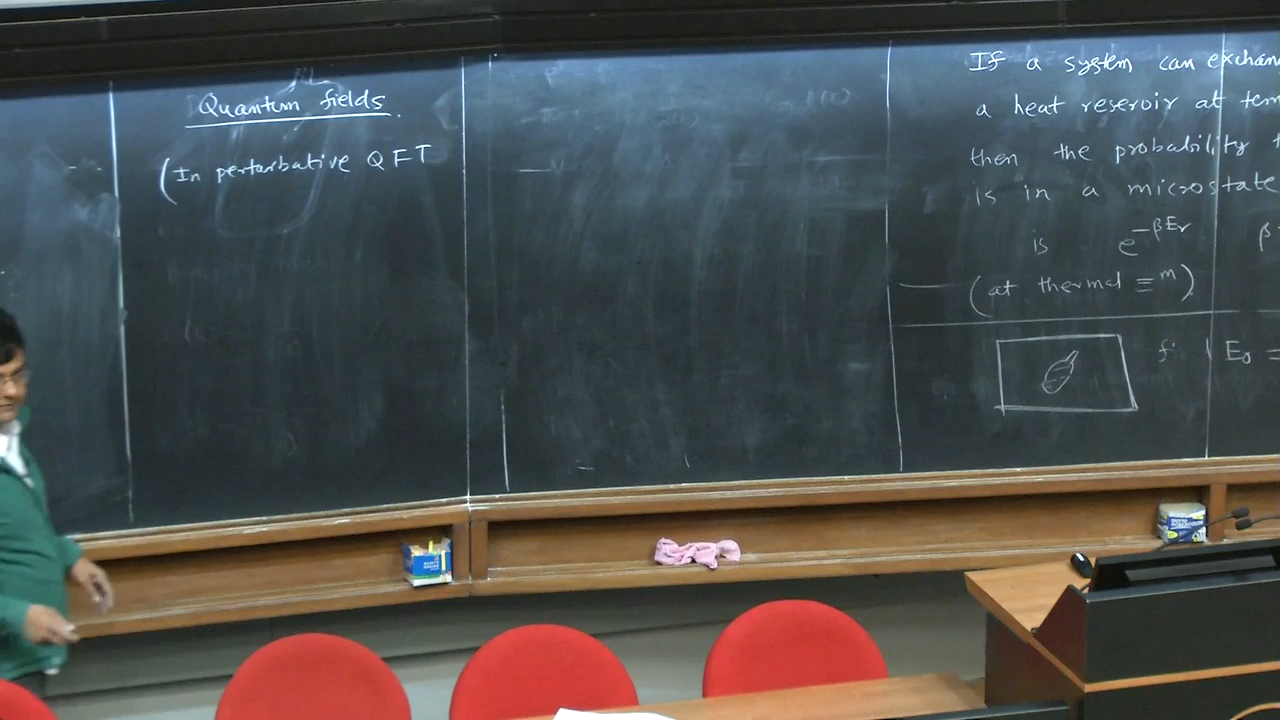 Quantum fields.
(In perturbative QFT
If a system can exchan
a heat reservoir at tem
then the probability t
is in a microstate
is e^{-βEr} β
(at thermal ≡^m)
E₀ =